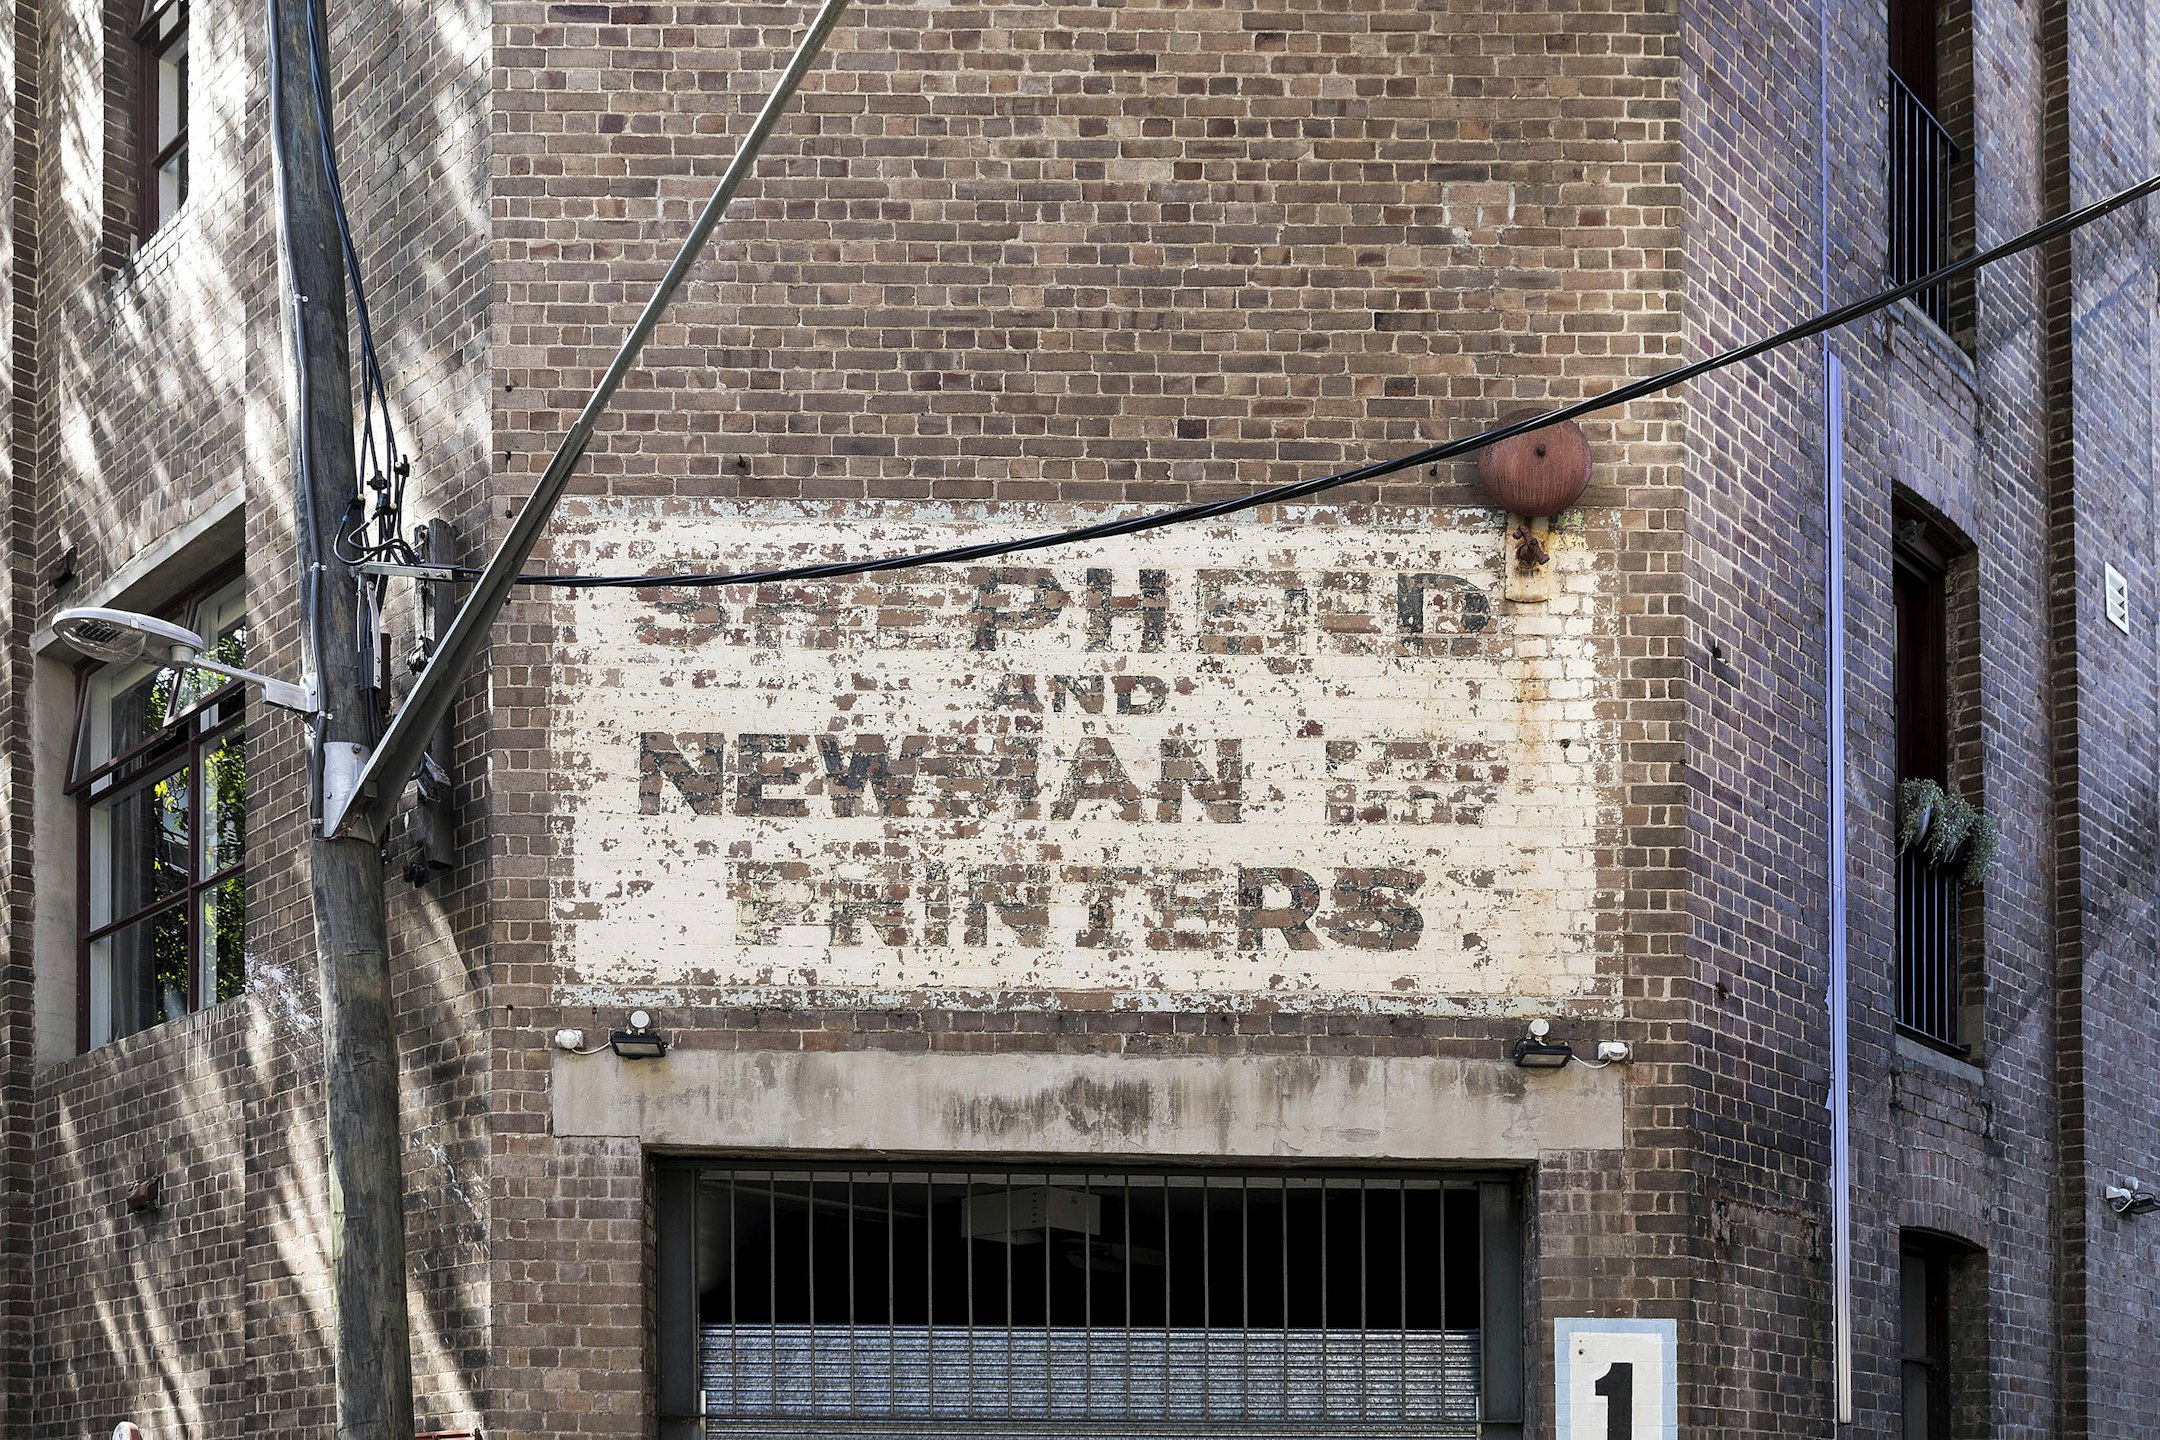 SHEPHERD
AND
NEWMAN
PRINTERS
1